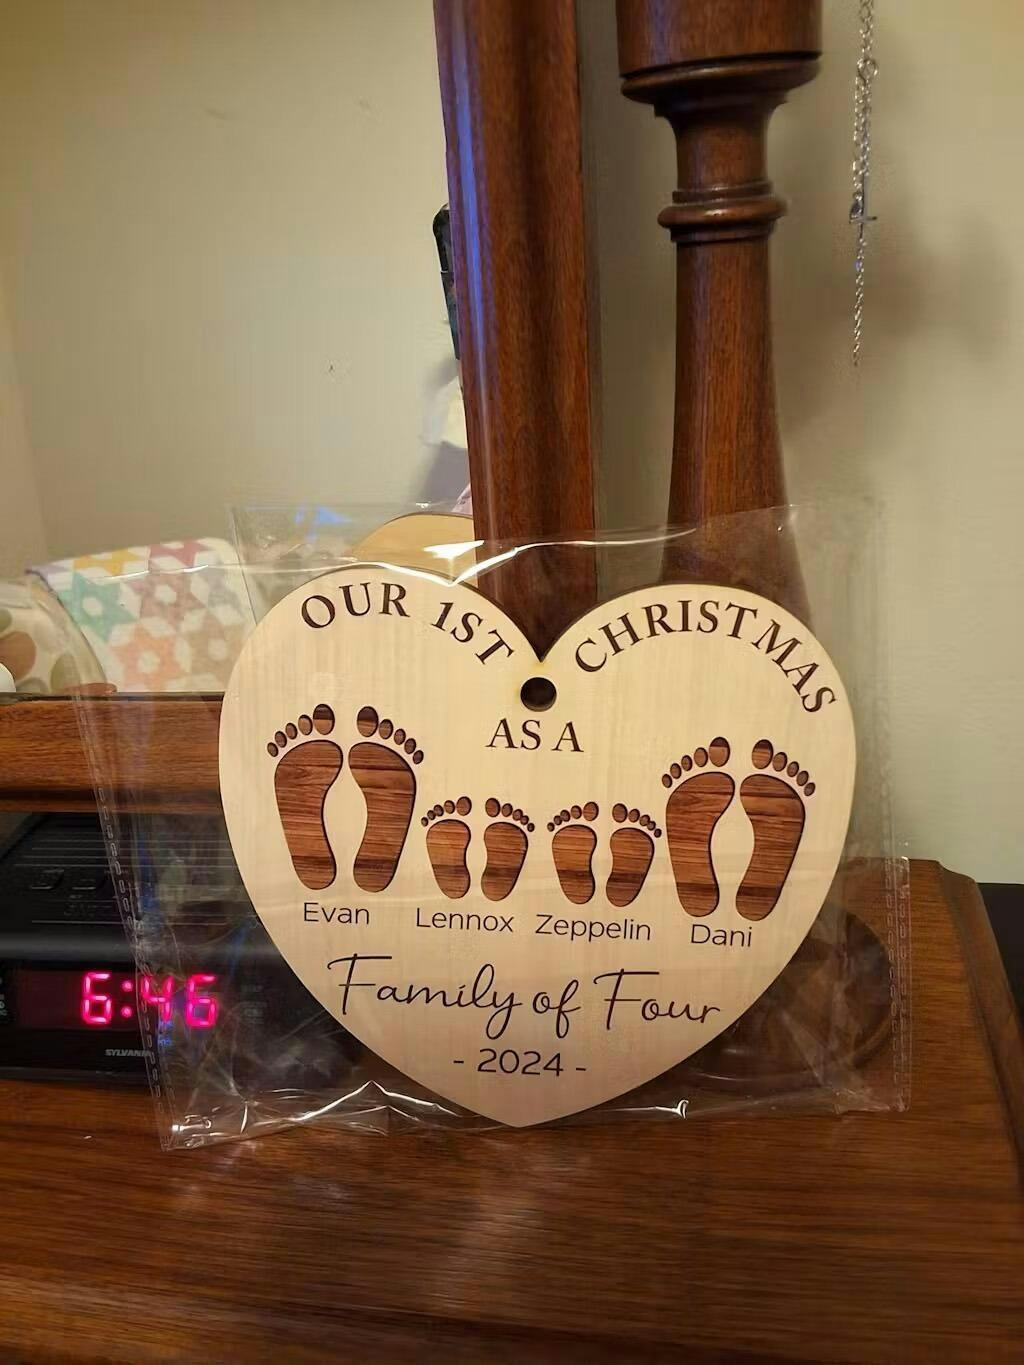 OUR 1ST CHRISTMAS
AS A
Evan Lennox Zeppelin Dani
Family of Four
- 2024 -
6:46
SYLVANIA